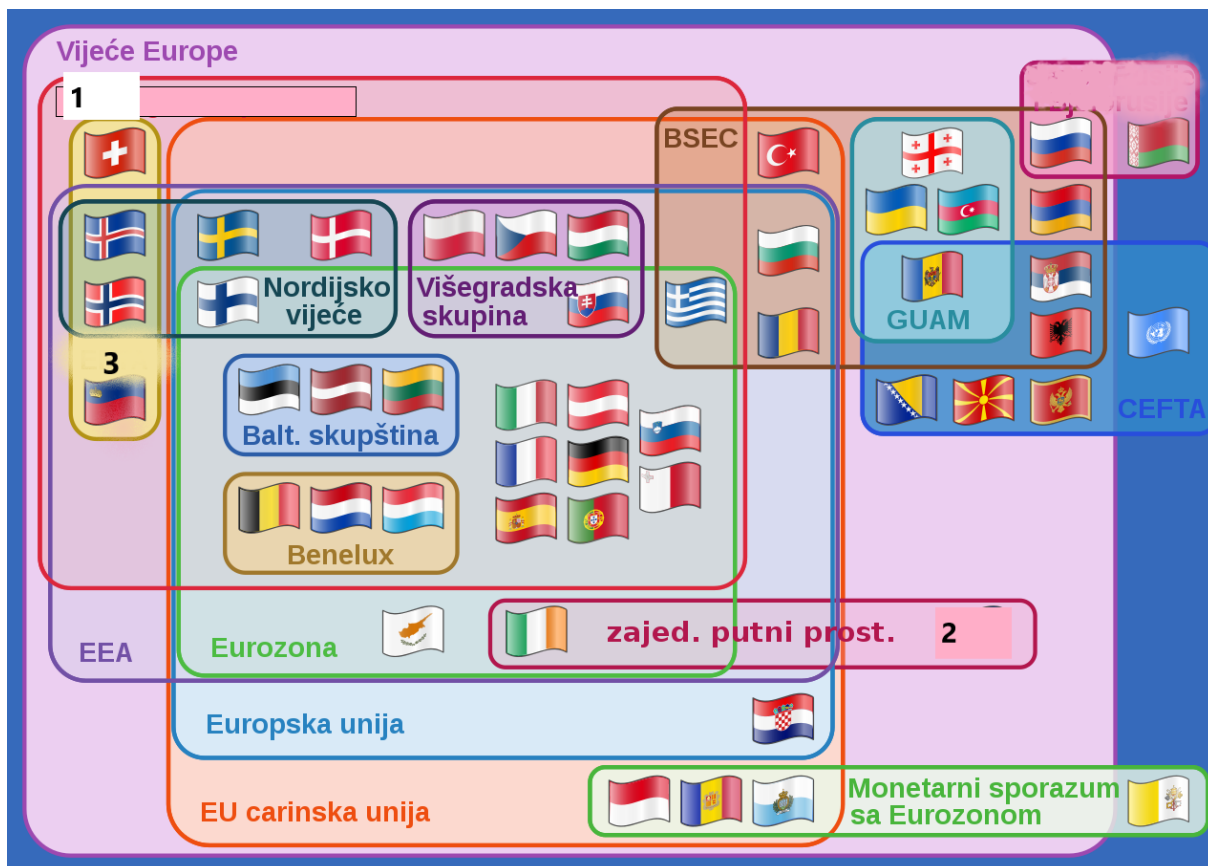 Vijeće Europe
1
BSEC
Nordijsko
vijeće
Višegradska
skupina
GUAM
3
CEFTA
Balt. skupština
Benelux
zajed. putni prost.
2
Eurozona
EEA
Europska unija
EU carinska unija
Monetarni sporazum
sa Eurozonom